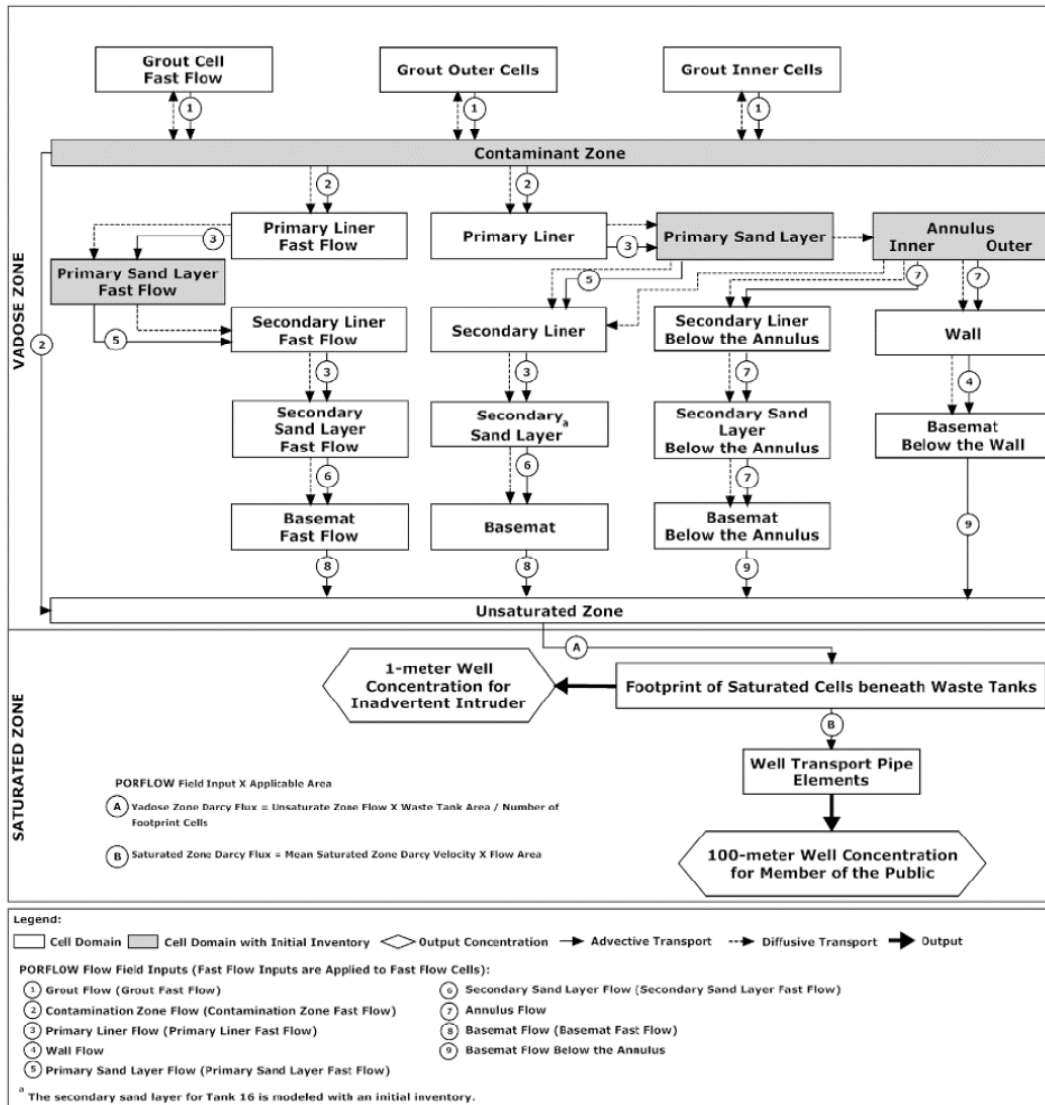 Grout Cell
Fast Flow
Grout Outer Cells
Grout Inner Cells
1
1
1
Contaminant Zone
2
2
Primary Liner
Fast Flow
Primary Liner
Primary Sand Layer
Annulus
Inner Outer
3
3
Primary Sand Layer
Fast Flow
5
7
7
VADOSE ZONE
2
5
Secondary Liner
Fast Flow
Secondary Liner
Secondary Liner
Below the Annulus
Wall
3
3
7
4
Secondary
Sand Layer
Fast Flow
Secondary a
Sand Layer
Secondary Sand
Layer
Below the Annulus
Basemat
Below the Wall
6
6
7
Basemat
Fast Flow
Basemat
Basemat
Below the Annulus
9
8
8
9
Unsaturated Zone
SATURATED ZONE
A
1-meter Well
Concentration for
Inadvertent Intruder
Footprint of Saturated Cells beneath Waste Tanks
B
Well Transport Pipe
Elements
PORFLOW Field Input X Applicable Area
A Vadose Zone Darcy Flux = Unsaturate Zone Flow X Waste Tank Area / Number of
Footprint Cells
B Saturated Zone Darcy Flux = Mean Saturated Zone Darcy Velocity X Flow Area
100-meter Well Concentration
for Member of the Public
Legend:
Cell Domain Cell Domain with Initial Inventory Output Concentration Advective Transport Diffusive Transport Output
PORFLOW Flow Field Inputs (Fast Flow Inputs are Applied to Fast Flow Cells):
1 Grout Flow (Grout Fast Flow)
2 Contamination Zone Flow (Contamination Zone Fast Flow)
3 Primary Liner Flow (Primary Liner Fast Flow)
4 Wall Flow
5 Primary Sand Layer Flow (Primary Sand Layer Fast Flow)
6 Secondary Sand Layer Flow (Secondary Sand Layer Fast Flow)
7 Annulus Flow
8 Basemat Flow (Basemat Fast Flow)
9 Basemat Flow Below the Annulus
a The secondary sand layer for Tank 16 is modeled with an initial inventory.